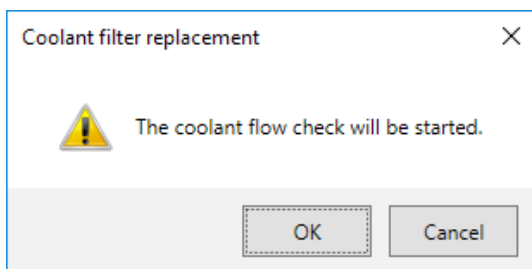 Coolant filter replacement
The coolant flow check will be started.
OK
Cancel